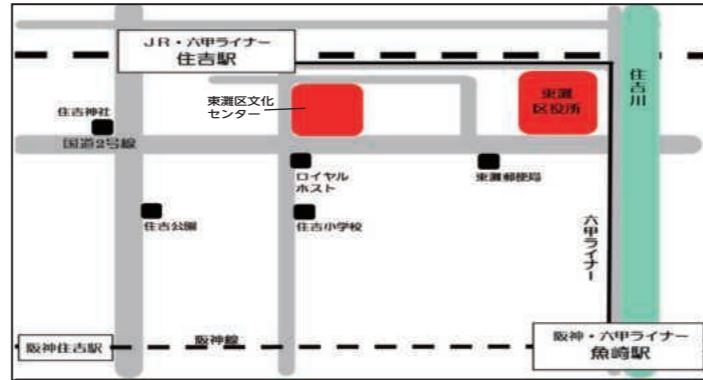 JR・六甲ライナー
住吉駅
住吉川
東灘区文化
センター
東灘
区役所
住吉神社
国道2号線
ロイヤル
ホスト
東灘郵便局
住吉公園
住吉小学校
六甲ライナー
阪神線
阪神住吉駅
阪神・六甲ライナー
魚崎駅